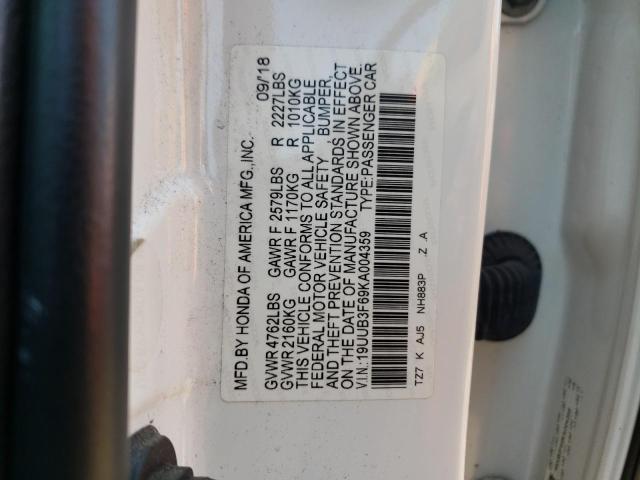 MFD.BY HONDA OF AMERICA MFG.,INC. 09/18
GVWR4762LBS GAWR F 2579LBS R 2227LBS
GVWR2160KG GAWR F 1170KG R 1010KG
THIS VEHICLE CONFORMS TO ALL APPLICABLE
FEDERAL MOTOR VEHICLE SAFETY , BUMPER,
AND THEFT PREVENTION STANDARDS IN EFFECT
ON THE DATE OF MANUFACTURE SHOWN ABOVE.
V.I.N.:19UUB3F69KA004359 TYPE:PASSENGER CAR
TZ7 K AJ5 NH883P Z .A